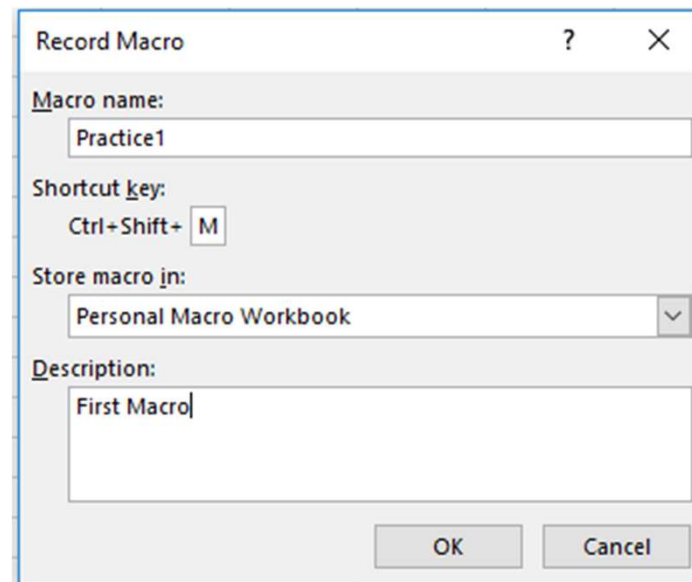 Record Macro ? ×
Macro name:
Practice1
Shortcut key:
Ctrl+Shift+ M
Store macro in:
Personal Macro Workbook
Description:
First Macro
OK Cancel